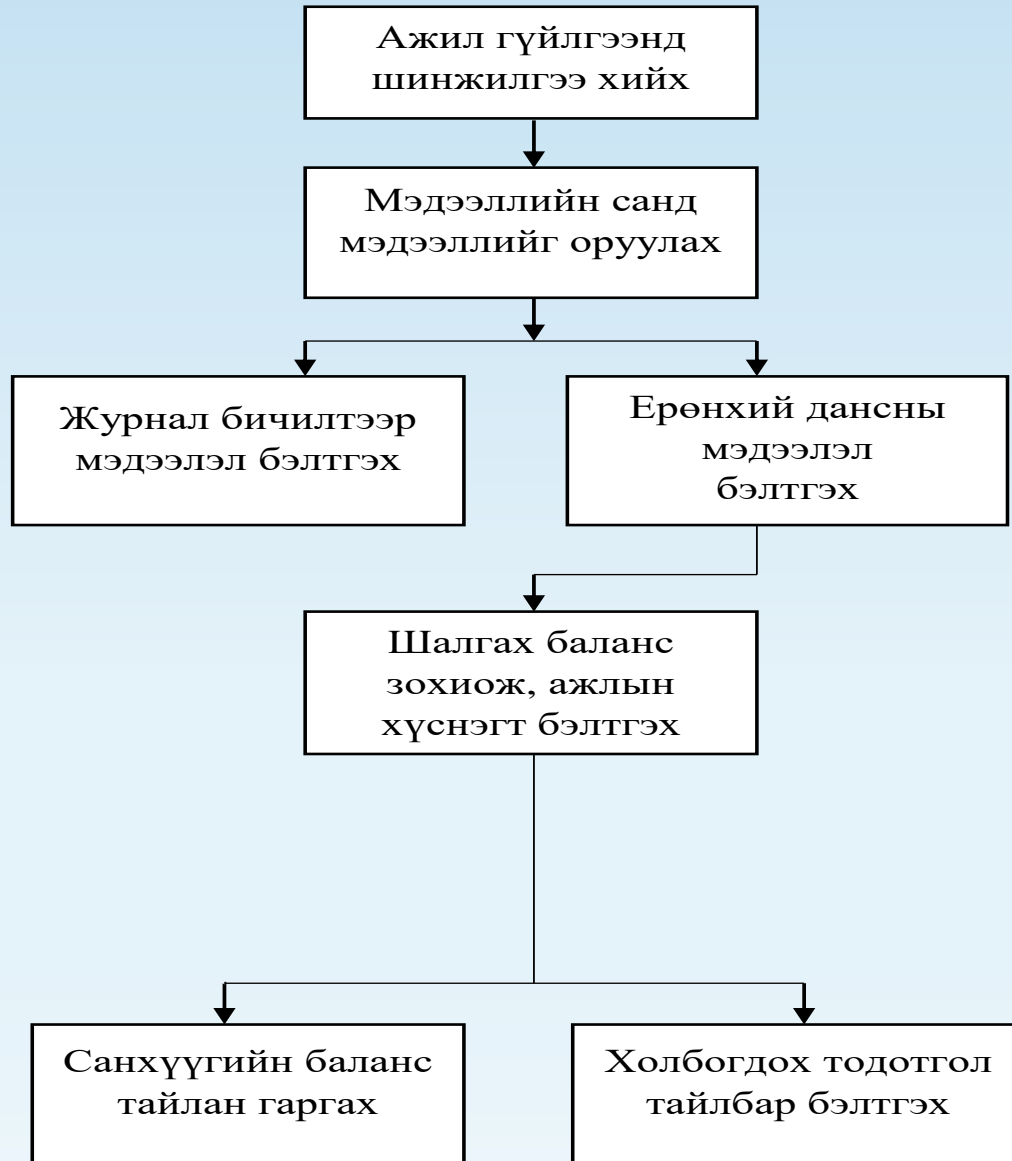 Ажил гүйлгээнд
шинжилгээ хийх
Мэдээллийн санд
мэдээллийг оруулах
Журнал бичилтээр
мэдээлэл бэлтгэх
Ерөнхий дансны
мэдээлэл
бэлтгэх
Шалгах баланс
зохиож, ажлын
хүснэгт бэлтгэх
Санхүүгийн баланс
тайлан гаргах
Холбогдох тодотгол
тайлбар бэлтгэх